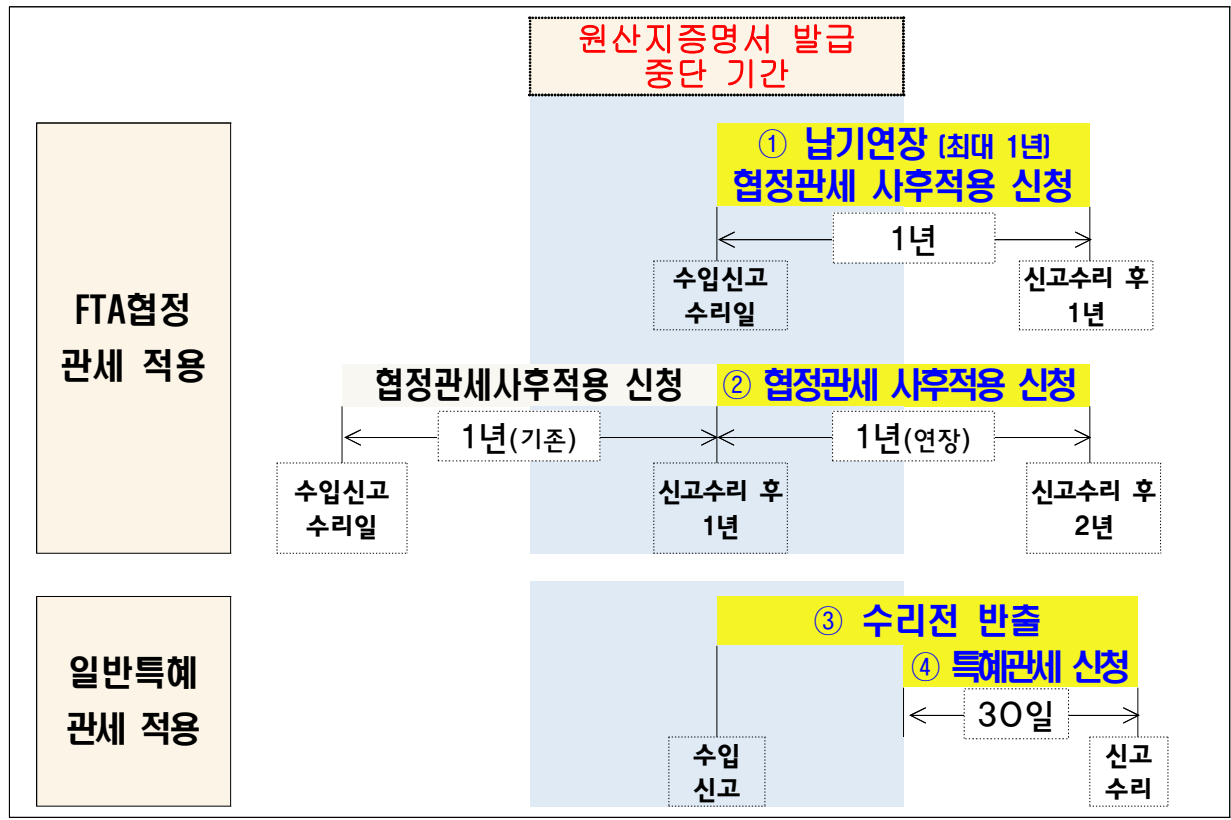 원산지증명서 발급
중단 기간
① 납기연장 (최대 1년)
협정관세 사후적용 신청
1년
수입신고
수리일
신고수리 후
1년
FTA협정
관세 적용
협정관세사후적용 신청
② 협정관세 사후적용 신청
1년(기존)
1년(연장)
수입신고
수리일
신고수리 후
1년
신고수리 후
2년
일반특혜
관세 적용
③ 수리전 반출
④ 특혜관세 신청
30일
수입
신고
신고
수리